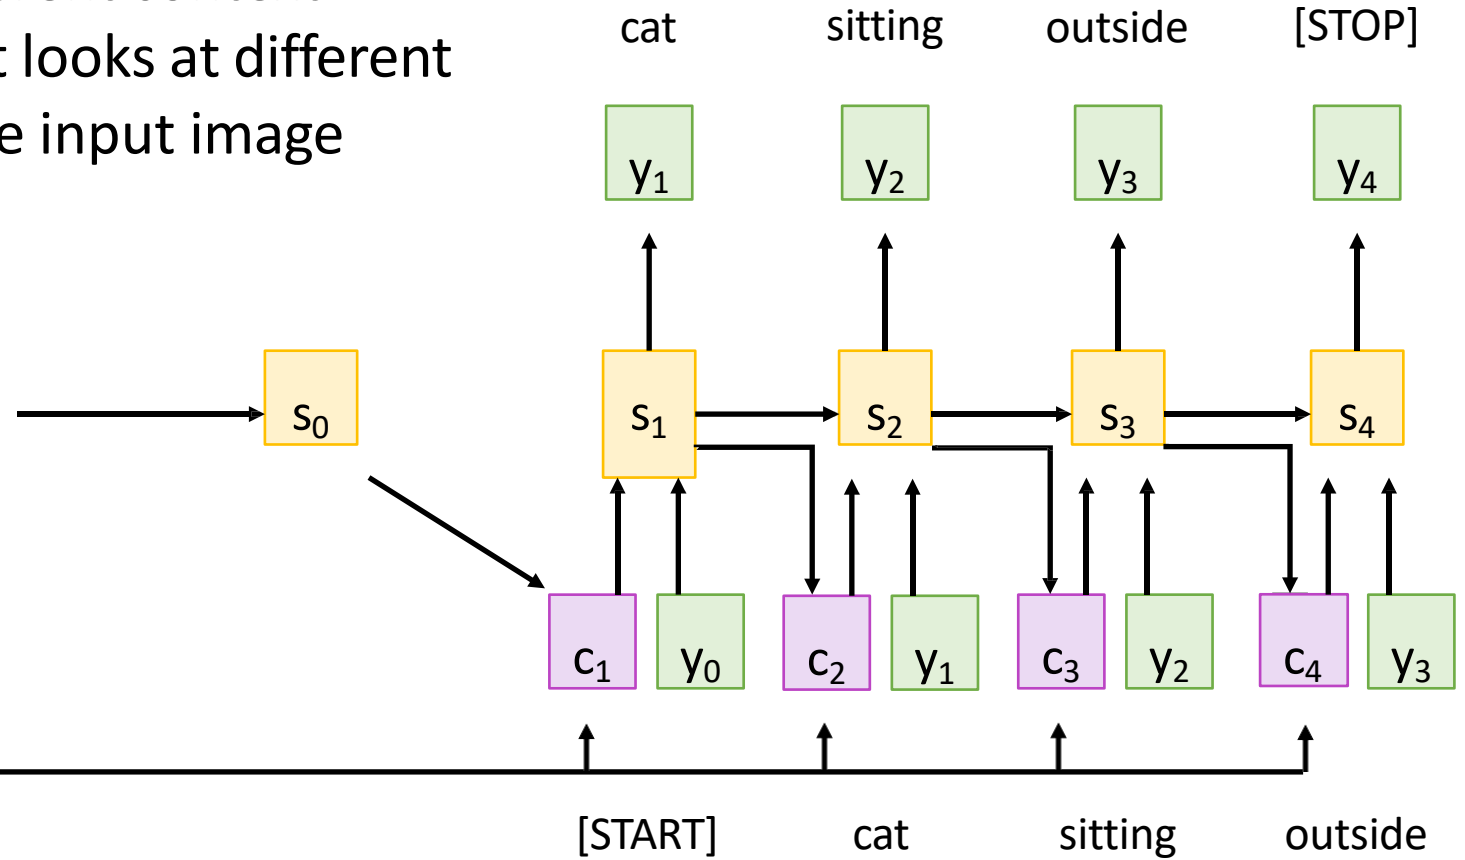 t looks at different
e input image
cat sitting outside [STOP]
y1 y2 y3 y4
s0 s1 s2 s3 s4
c1 y0 c2 y1 c3 y2 c4 y3
[START] cat sitting outside